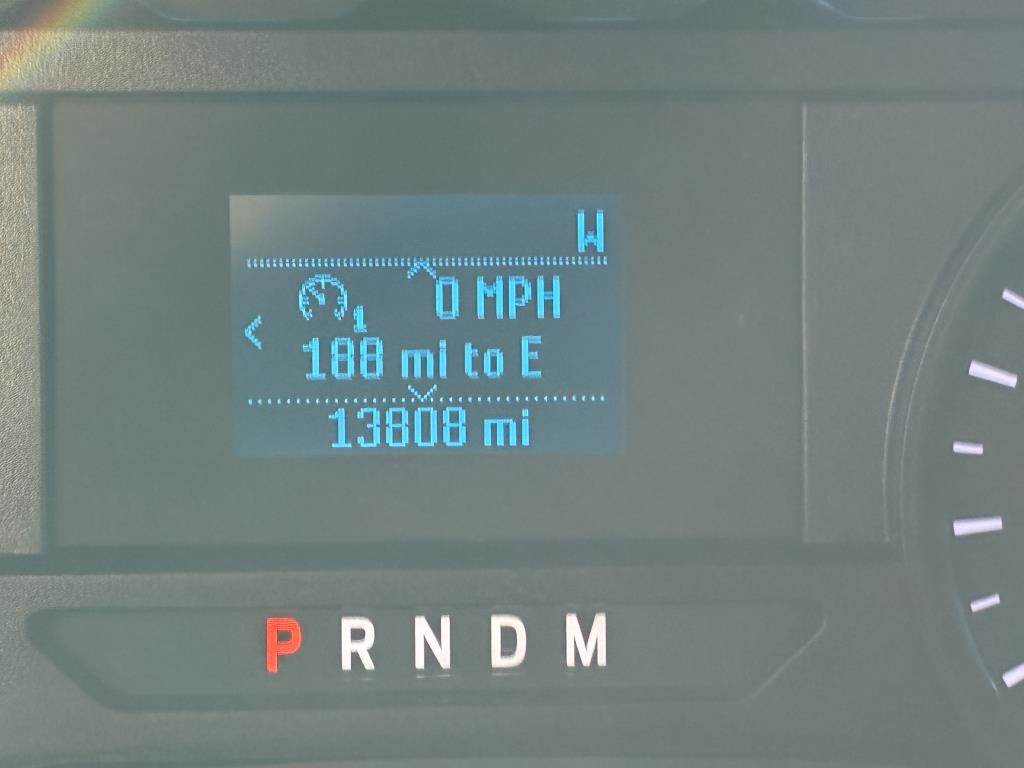 W
0 MPH
1
188 mi to E
13808 mi
P R N D M